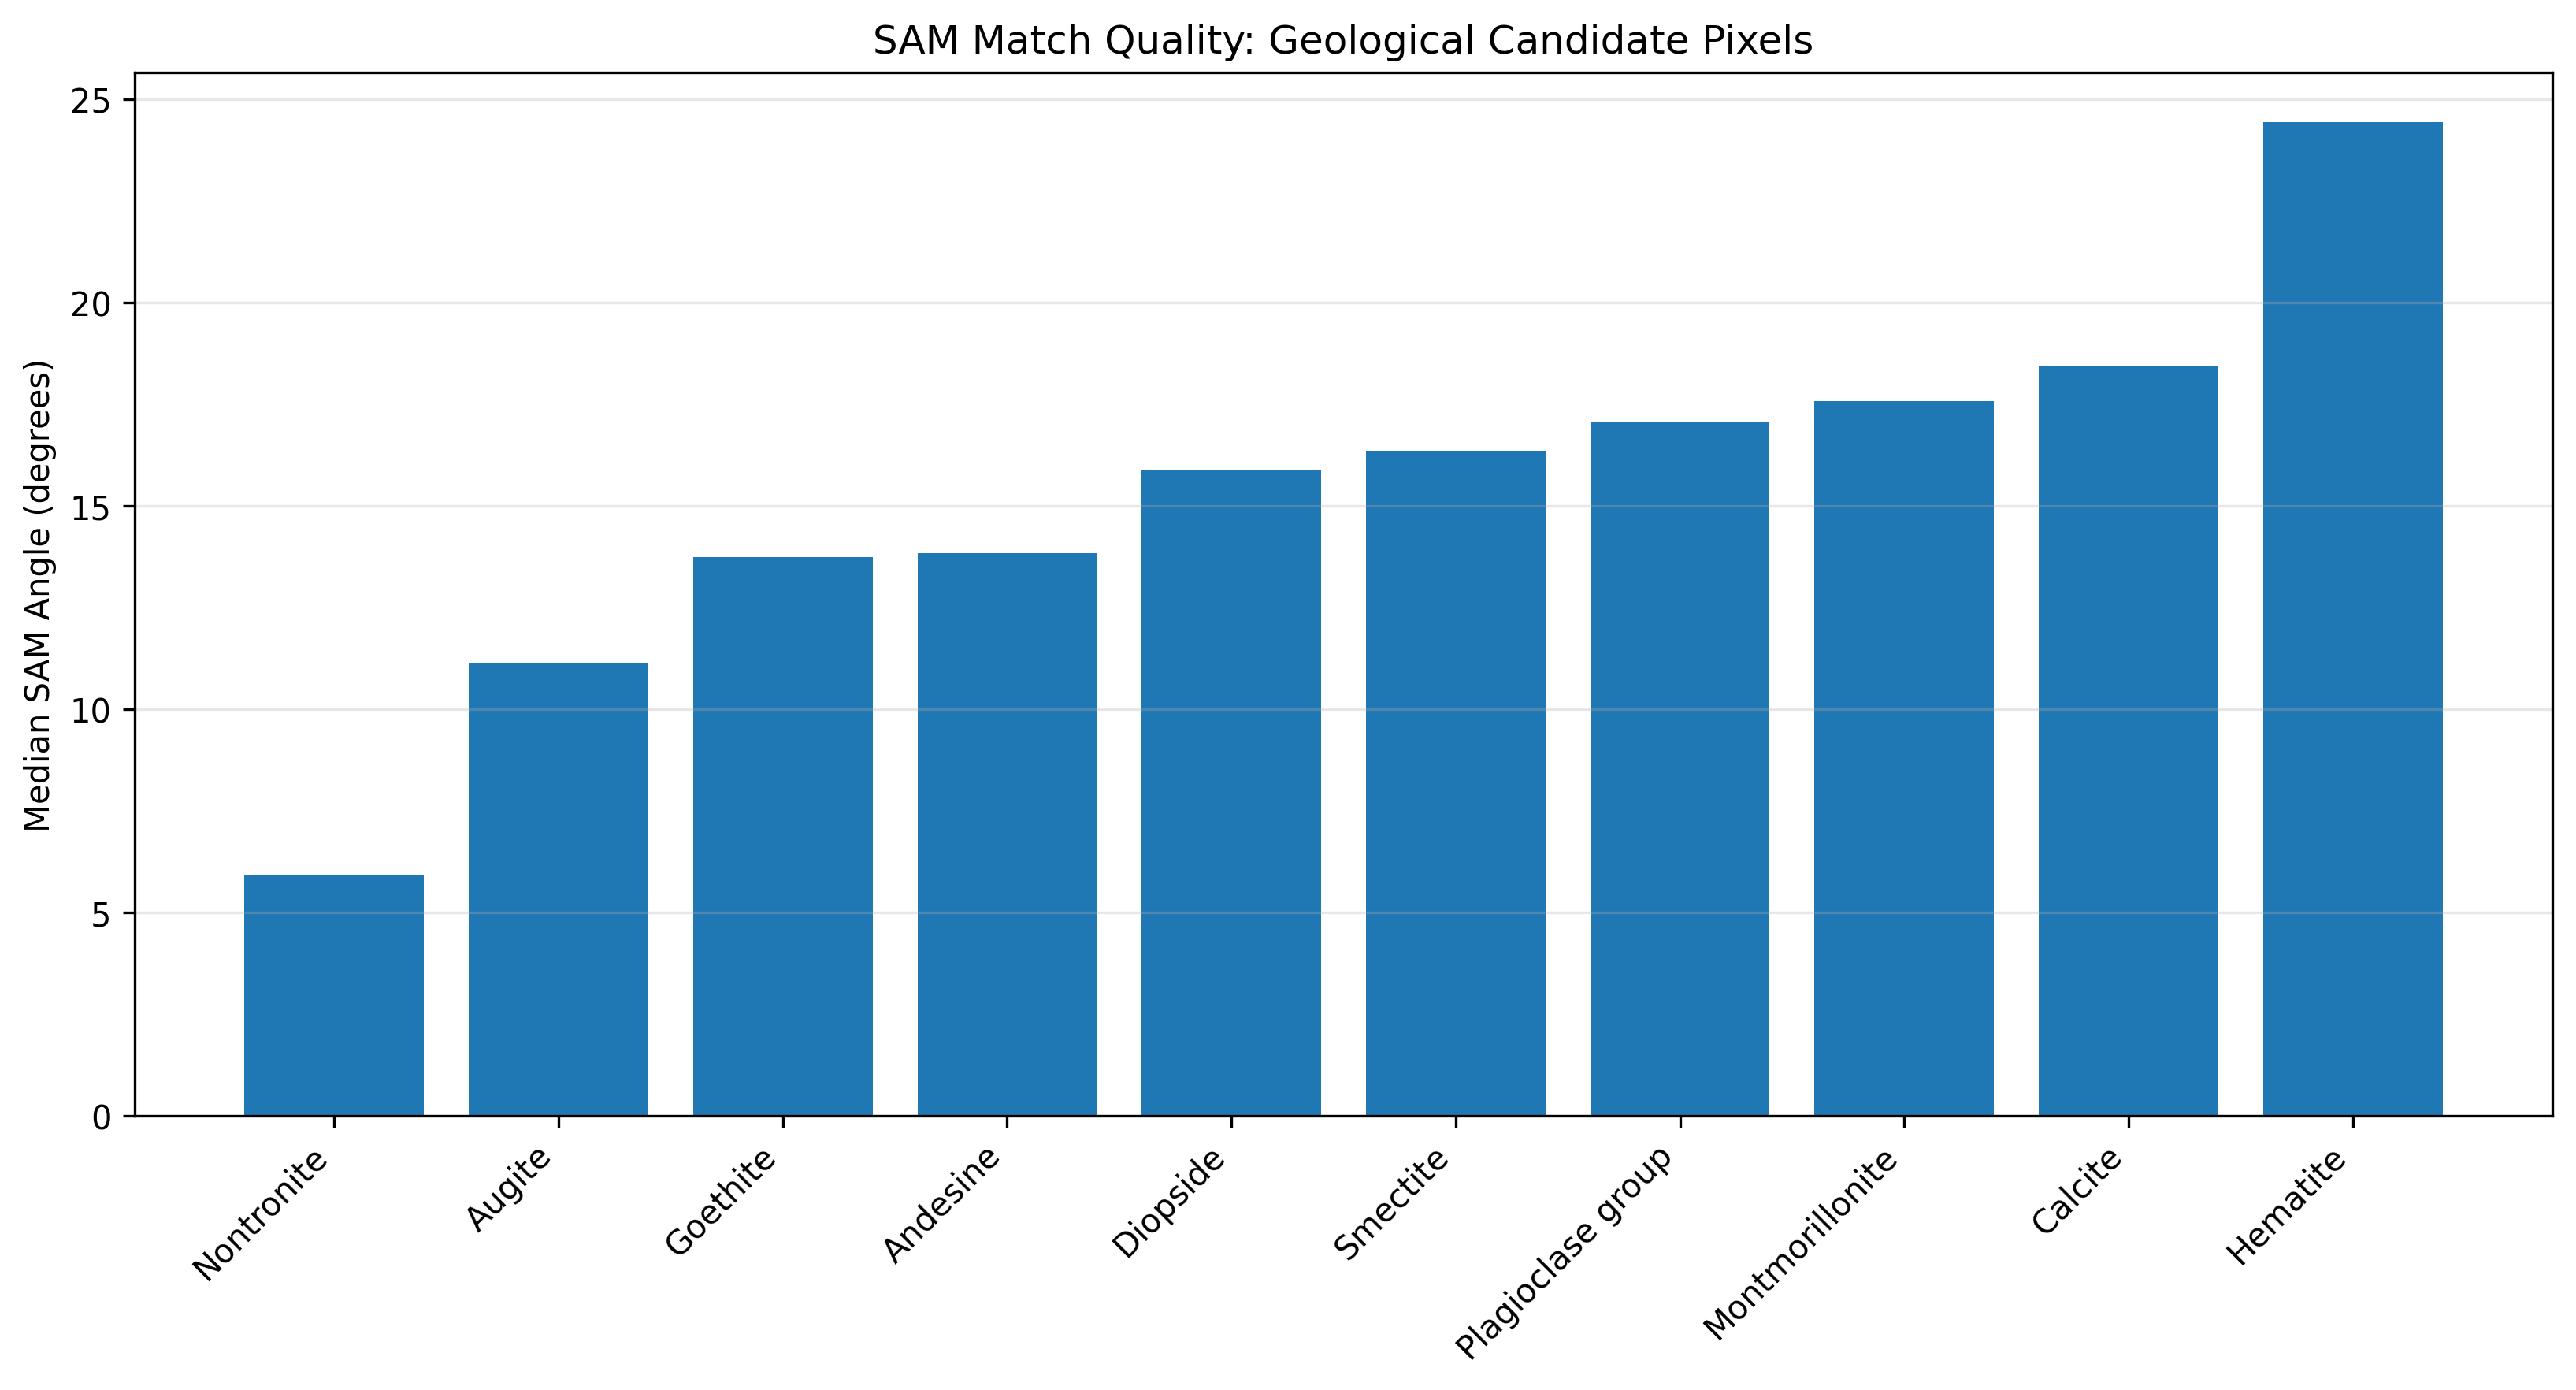 SAM Match Quality: Geological Candidate Pixels
Median SAM Angle (degrees)
25
20
15
10
5
0
Nontronite
Augite
Goethite
Andesine
Diopside
Smectite
Plagioclase group
Montmorillonite
Calcite
Hematite